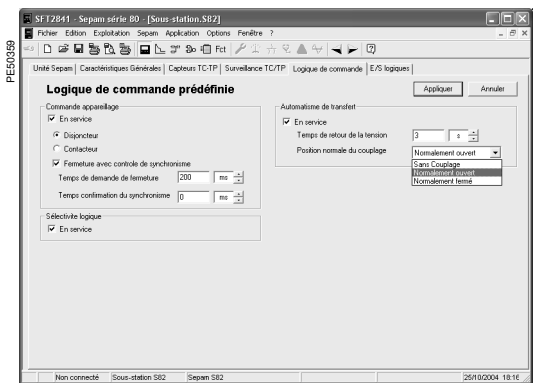 SFT2841 - Sepam série 80 - [Sous-station.S82]
Fichier Edition Exploitation Sepam Application Options Fenêtre ?
Fct
PE50359
Unité Sepam Caractéristiques Générales Capteurs TC-TP Surveillance TC/TP Logique de commande E/S logiques
Logique de commande prédéfinie
Appliquer Annuler
Commande appareillage
En service
Disjoncteur
Contacteur
Fermeture avec controle de synchronisme
Temps de demande de fermeture 200 ms
Temps confirmation du synchronisme 0 ms
Sélectivite logique
En service
Automatisme de transfert
En service
Temps de retour de la tension 3 s
Position normale du couplage Normalement ouvert
Sans Couplage
Normalement ouvert
Normalement fermé
Non connecté Sous-station S82 Sepam S82 25/10/2004 18:16